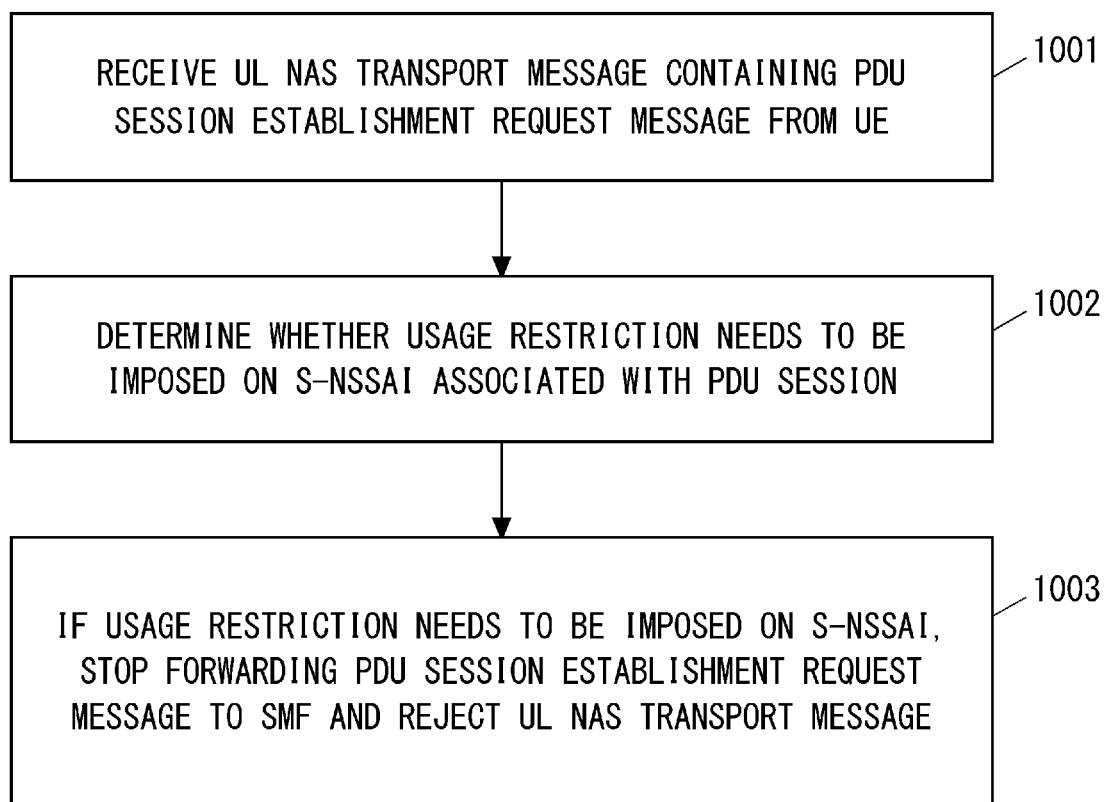 RECEIVE UL NAS TRANSPORT MESSAGE CONTAINING PDU
SESSION ESTABLISHMENT REQUEST MESSAGE FROM UE
1001
DETERMINE WHETHER USAGE RESTRICTION NEEDS TO BE
IMPOSED ON S-NSSAI ASSOCIATED WITH PDU SESSION
1002
IF USAGE RESTRICTION NEEDS TO BE IMPOSED ON S-NSSAI,
STOP FORWARDING PDU SESSION ESTABLISHMENT REQUEST
MESSAGE TO SMF AND REJECT UL NAS TRANSPORT MESSAGE
1003